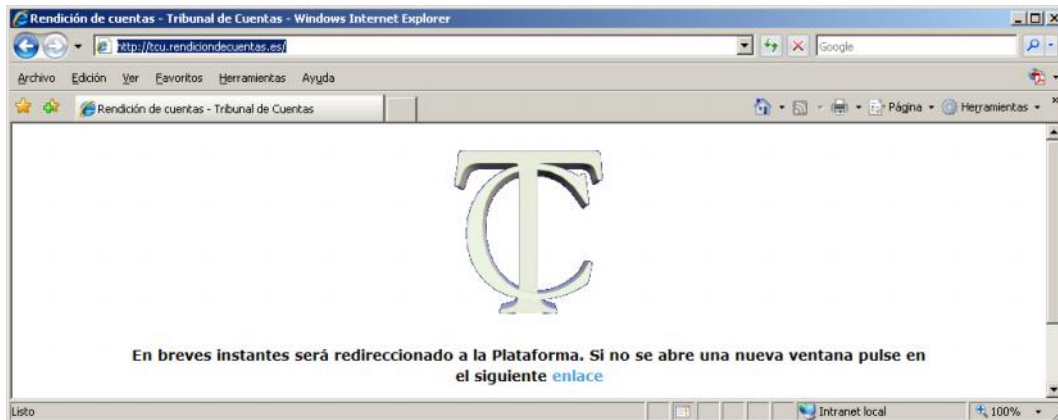 Rendición de cuentas - Tribunal de Cuentas - Windows Internet Explorer
http://tcu.rendiciondecuentas.es/
Google
Archivo Edición Ver Favoritos Herramientas Ayuda
Rendición de cuentas - Tribunal de Cuentas
Página Herramientas »
TC
En breves instantes será redireccionado a la Plataforma. Si no se abre una nueva ventana pulse en
el siguiente enlace
Listo
Intranet local
100%